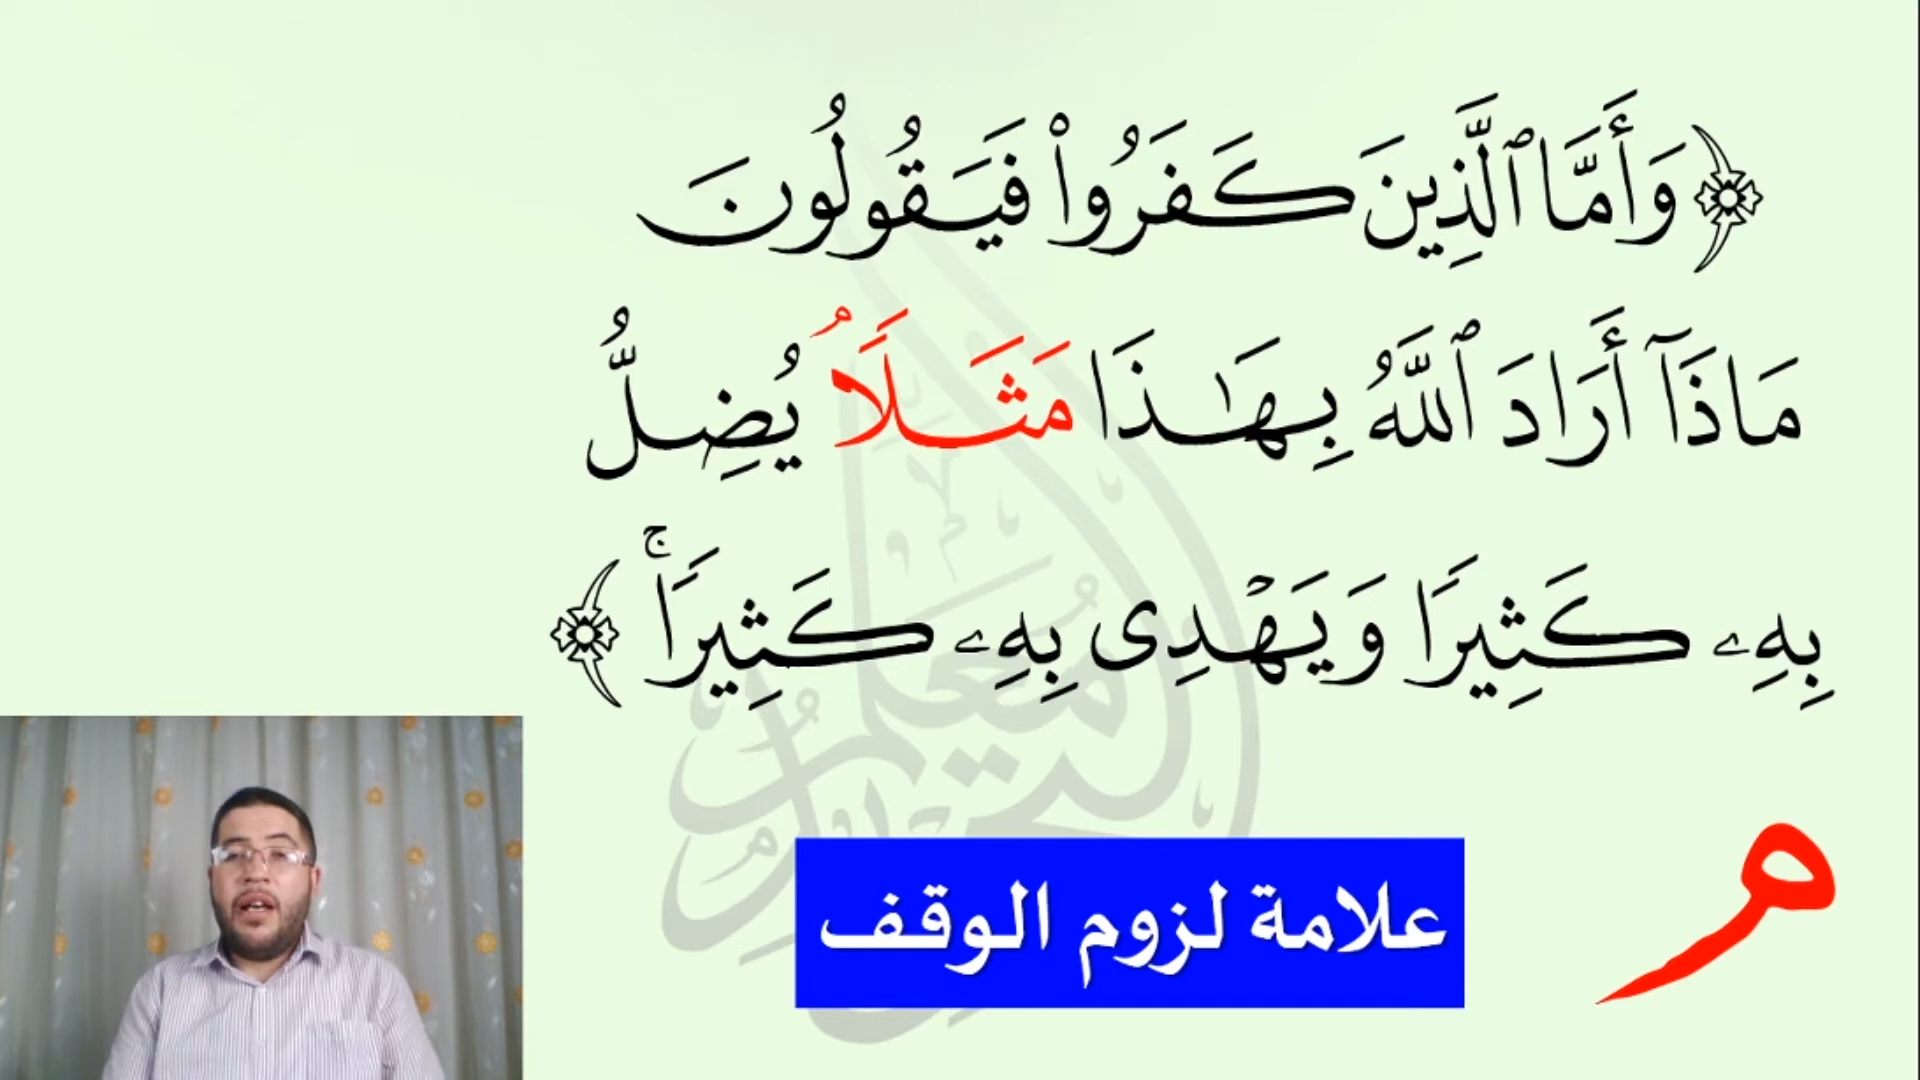 ﴿وَأَمَّا ٱلَّذِينَ كَفَرُوا۟ فَيَقُولُونَ
مَاذَآ أَرَادَ ٱللَّهُ بِهَٰذَا مَثَلًاۘ يُضِلُّ
بِهِۦ كَثِيرًا وَيَهْدِى بِهِۦ كَثِيرًاۚ﴾
علامة لزوم الوقف
م